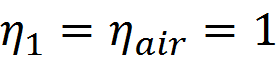 η₁ = η_air = 1